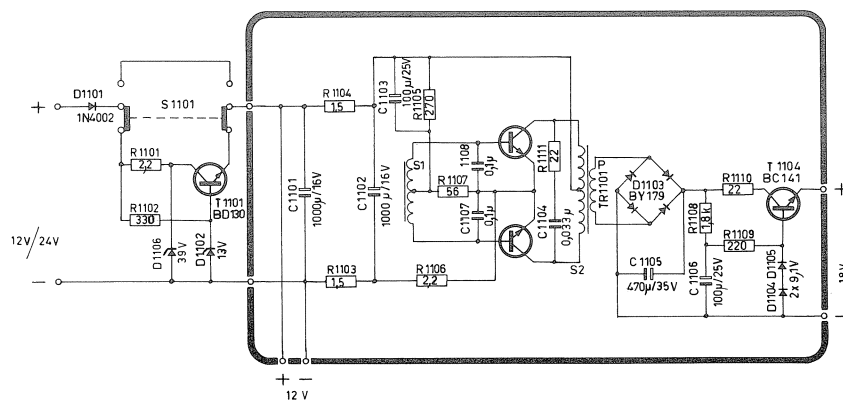 D1101
1N4002
S1101
R1101
2,2
R1102
330
T1101
BD130
12V/24V
D1106
39V
D1102
13V
+
−
R1104
1,5
C1101
1000µ/16V
C1102
1000µ/16V
C1103
100µ/25V
R1105
270
S1
R1107
56
1108
0,1µ
C1107
0,1µ
R1103
1,5
R1106
2,2
R1111
22
C1104
0,033µ
S2
TR1101
P
D1103
BY179
C1105
470µ/35V
R1108
1,8k
R1110
22
T1104
BC141
R1109
220
C1106
100µ/25V
D1104 D1105
2x9,1V
+
18V
−
+ −
12 V